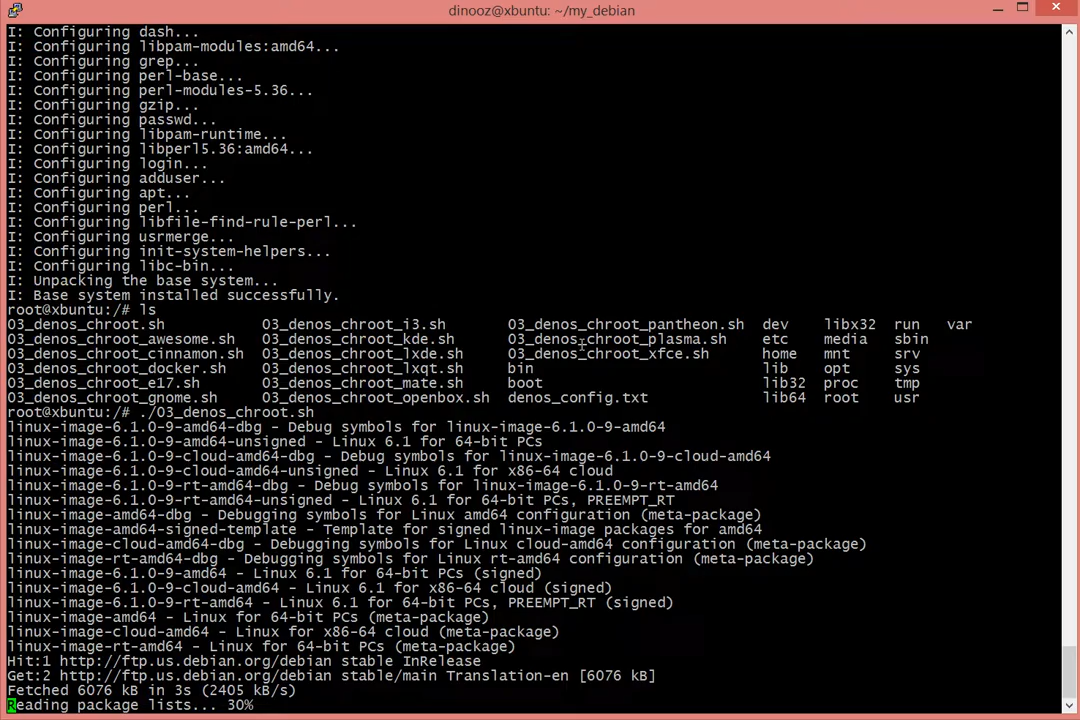 dinooz@xbuntu: ~/my_debian
I: Configuring dash...
I: Configuring libpam-modules:amd64...
I: Configuring grep...
I: Configuring perl-base...
I: Configuring perl-modules-5.36...
I: Configuring gzip...
I: Configuring passwd...
I: Configuring libpam-runtime...
I: Configuring libperl5.36:amd64...
I: Configuring login...
I: Configuring adduser...
I: Configuring apt...
I: Configuring perl...
I: Configuring libfile-find-rule-perl...
I: Configuring usrmerge...
I: Configuring init-system-helpers...
I: Configuring libc-bin...
I: Unpacking the base system...
I: Base system installed successfully.
root@xbuntu:/# ls
03_denos_chroot.sh 03_denos_chroot_i3.sh 03_denos_chroot_pantheon.sh dev libx32 run var
03_denos_chroot_awesome.sh 03_denos_chroot_kde.sh 03_denos_chroot_plasma.sh etc media sbin
03_denos_chroot_cinnamon.sh 03_denos_chroot_lxde.sh 03_denos_chroot_xfce.sh home mnt srv
03_denos_chroot_docker.sh 03_denos_chroot_lxqt.sh bin lib opt sys
03_denos_chroot_e17.sh 03_denos_chroot_mate.sh boot lib32 proc tmp
03_denos_chroot_gnome.sh 03_denos_chroot_openbox.sh denos_config.txt lib64 root usr
root@xbuntu:/# ./03_denos_chroot.sh
linux-image-6.1.0-9-amd64-dbg - Debug symbols for linux-image-6.1.0-9-amd64
linux-image-6.1.0-9-amd64-unsigned - Linux 6.1 for 64-bit PCs
linux-image-6.1.0-9-cloud-amd64-dbg - Debug symbols for linux-image-6.1.0-9-cloud-amd64
linux-image-6.1.0-9-cloud-amd64-unsigned - Linux 6.1 for x86-64 cloud
linux-image-6.1.0-9-rt-amd64-dbg - Debug symbols for linux-image-6.1.0-9-rt-amd64
linux-image-6.1.0-9-rt-amd64-unsigned - Linux 6.1 for 64-bit PCs, PREEMPT_RT
linux-image-amd64-dbg - Debugging symbols for Linux amd64 configuration (meta-package)
linux-image-amd64-signed-template - Template for signed linux-image packages for amd64
linux-image-cloud-amd64-dbg - Debugging symbols for Linux cloud-amd64 configuration (meta-package)
linux-image-rt-amd64-dbg - Debugging symbols for Linux rt-amd64 configuration (meta-package)
linux-image-6.1.0-9-amd64 - Linux 6.1 for 64-bit PCs (signed)
linux-image-6.1.0-9-cloud-amd64 - Linux 6.1 for x86-64 cloud (signed)
linux-image-6.1.0-9-rt-amd64 - Linux 6.1 for 64-bit PCs, PREEMPT_RT (signed)
linux-image-amd64 - Linux for 64-bit PCs (meta-package)
linux-image-cloud-amd64 - Linux for x86-64 cloud (meta-package)
linux-image-rt-amd64 - Linux for 64-bit PCs (meta-package)
Hit:1 http://ftp.us.debian.org/debian stable InRelease
Get:2 http://ftp.us.debian.org/debian stable/main Translation-en [6076 kB]
Fetched 6076 kB in 3s (2405 kB/s)
Reading package lists... 30%